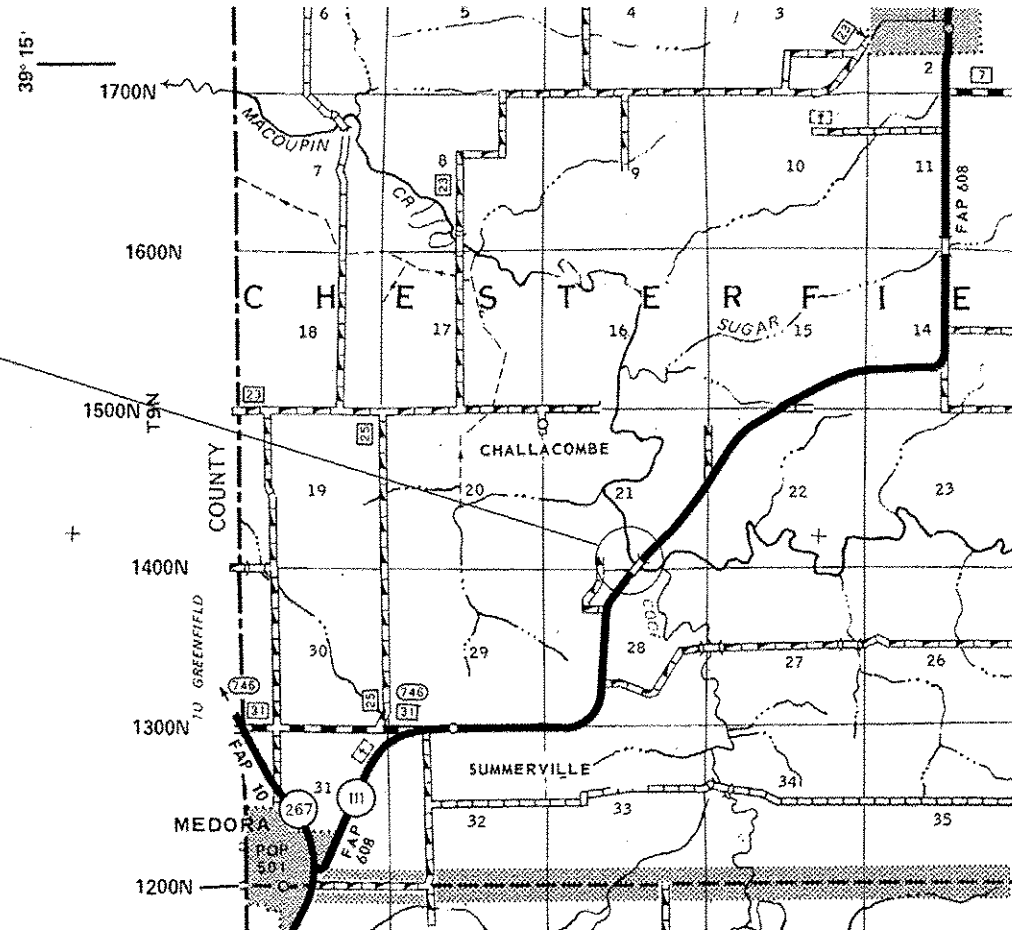 6 5 4 3
23
39° 15'
2
7
1700N
MACOUPIN
f
7 8 9 10 11
23
CR
FAP 608
1600N
CHESTERFIE
18 17 16 15 14
SUGAR
23
1500N
T9N
25
CHALLACOMBE
COUNTY
19 20 21 22 23
1400N
TO GREENFIELD
30 29 28 27 26
746
31
25
746
31
1300N
f
FAP 10
SUMMERVILLE
31
34
267
111
MEDORA
32 33 35
FAP 608
POP
501
1200N